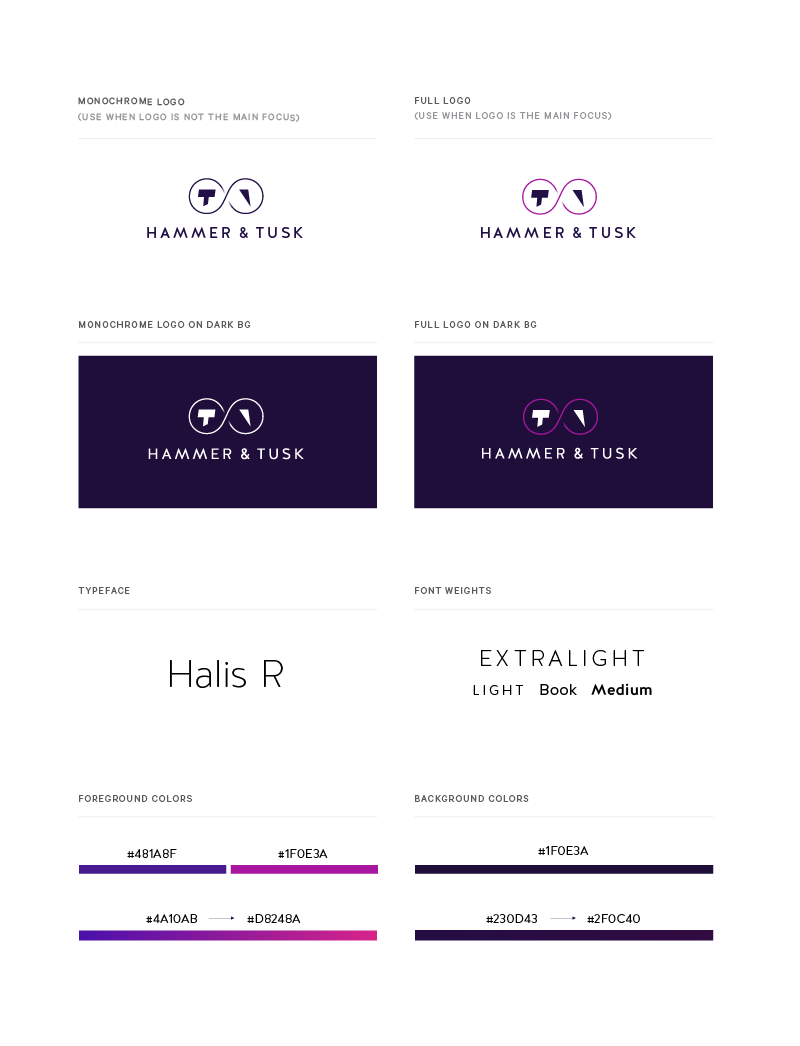 MONOCHROME LOGO
(USE WHEN LOGO IS NOT THE MAIN FOCUS)
FULL LOGO
(USE WHEN LOGO IS THE MAIN FOCUS)
HAMMER & TUSK
HAMMER & TUSK
MONOCHROME LOGO ON DARK BG
FULL LOGO ON DARK BG
HAMMER & TUSK
HAMMER & TUSK
TYPEFACE
FONT WEIGHTS
Halis R
EXTRALIGHT
LIGHT Book Medium
FOREGROUND COLORS
BACKGROUND COLORS
#481A8F #1F0E3A
#1F0E3A
#4A10AB → #D8248A
#230D43 → #2F0C40